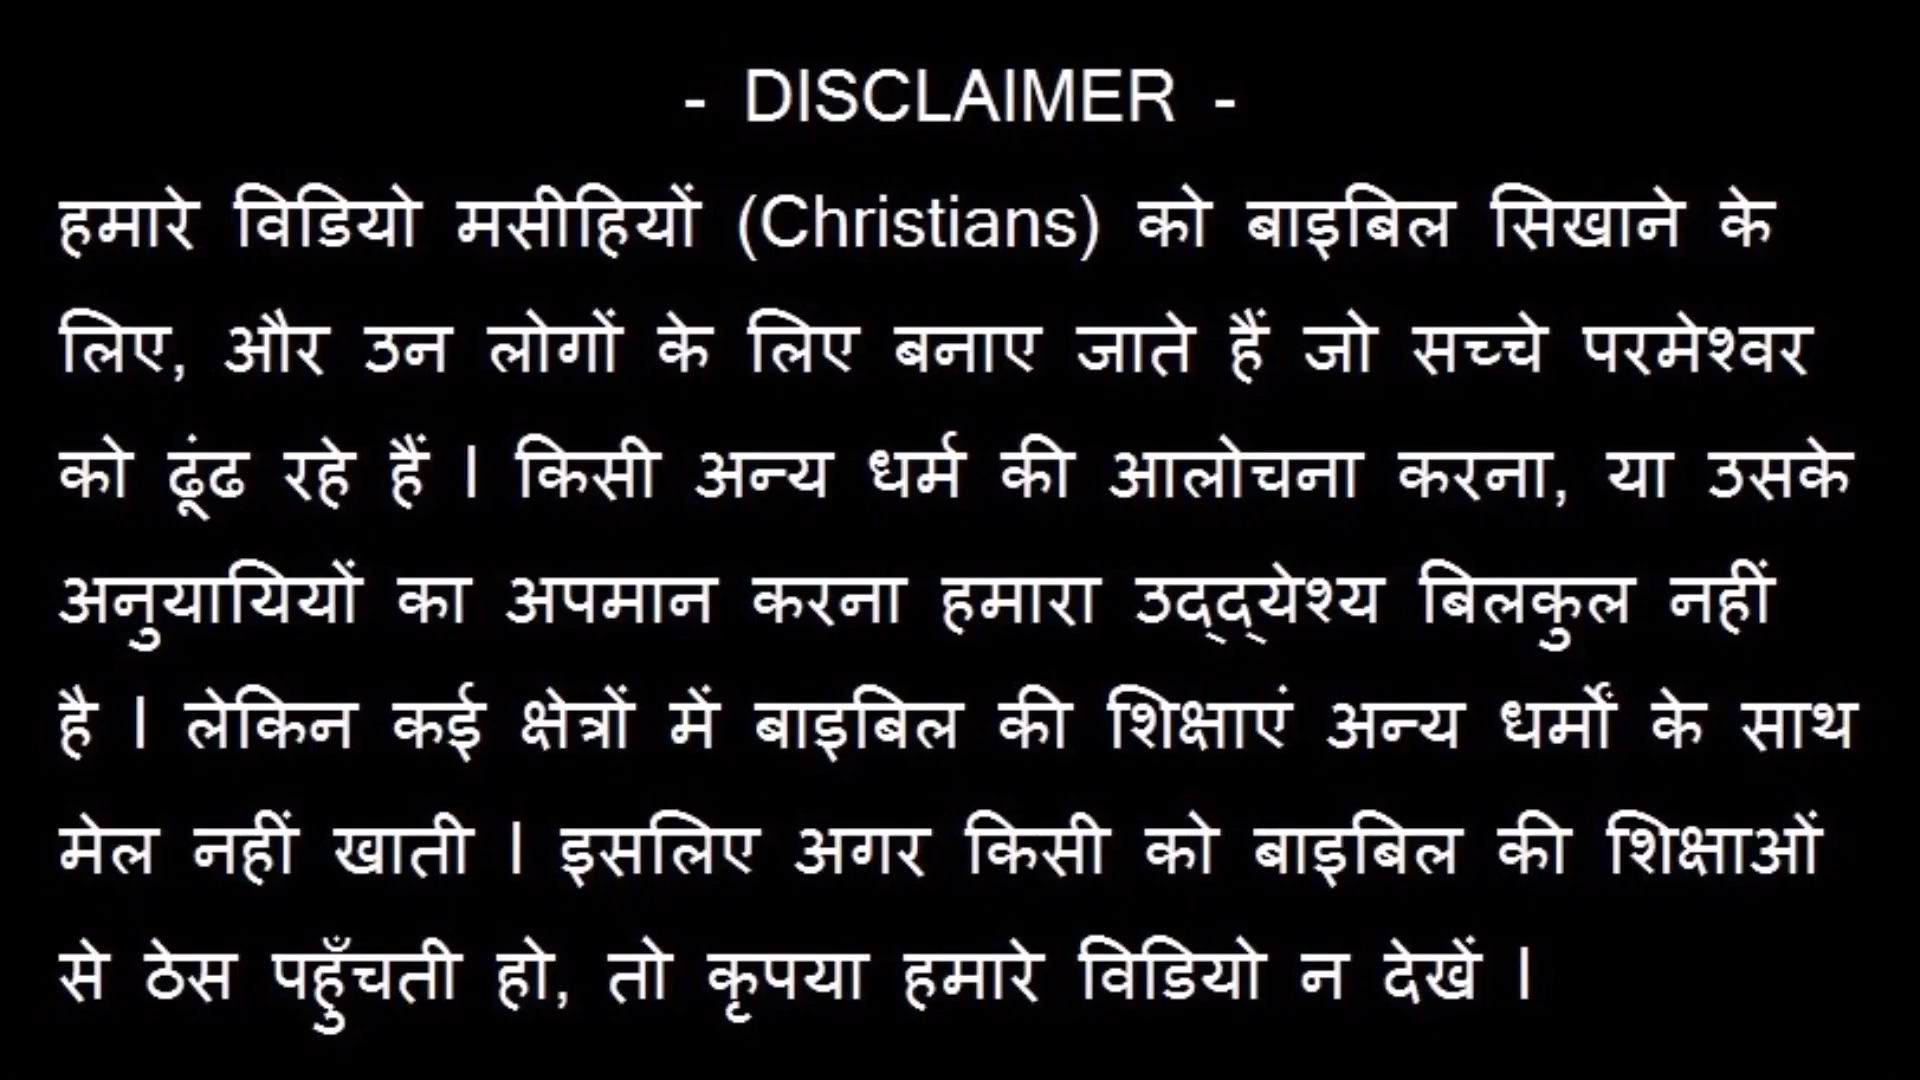 - DISCLAIMER -
हमारे विडियो मसीहियों (Christians) को बाइबिल सिखाने के
लिए, और उन लोगों के लिए बनाए जाते हैं जो सच्चे परमेश्वर
को ढूंढ रहे हैं । किसी अन्य धर्म की आलोचना करना, या उसके
अनुयायियों का अपमान करना हमारा उद्द्येश्य बिलकुल नहीं
है । लेकिन कई क्षेत्रों में बाइबिल की शिक्षाएं अन्य धर्मों के साथ
मेल नहीं खाती । इसलिए अगर किसी को बाइबिल की शिक्षाओं
से ठेस पहुँचती हो, तो कृपया हमारे विडियो न देखें ।